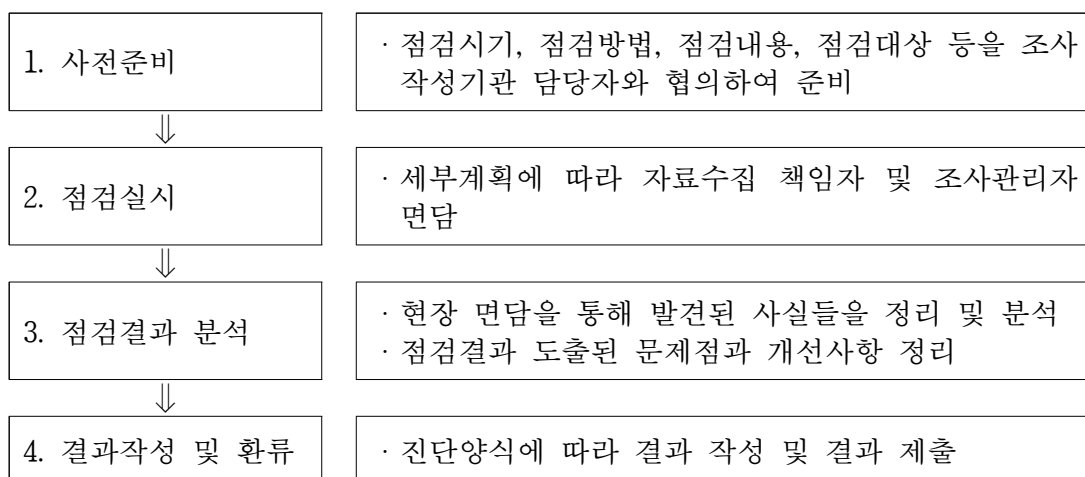 1. 사전준비
· 점검시기, 점검방법, 점검내용, 점검대상 등을 조사
작성기관 담당자와 협의하여 준비
⇓
2. 점검실시
· 세부계획에 따라 자료수집 책임자 및 조사관리자
면담
⇓
3. 점검결과 분석
· 현장 면담을 통해 발견된 사실들을 정리 및 분석
· 점검결과 도출된 문제점과 개선사항 정리
⇓
4. 결과작성 및 환류
· 진단양식에 따라 결과 작성 및 결과 제출